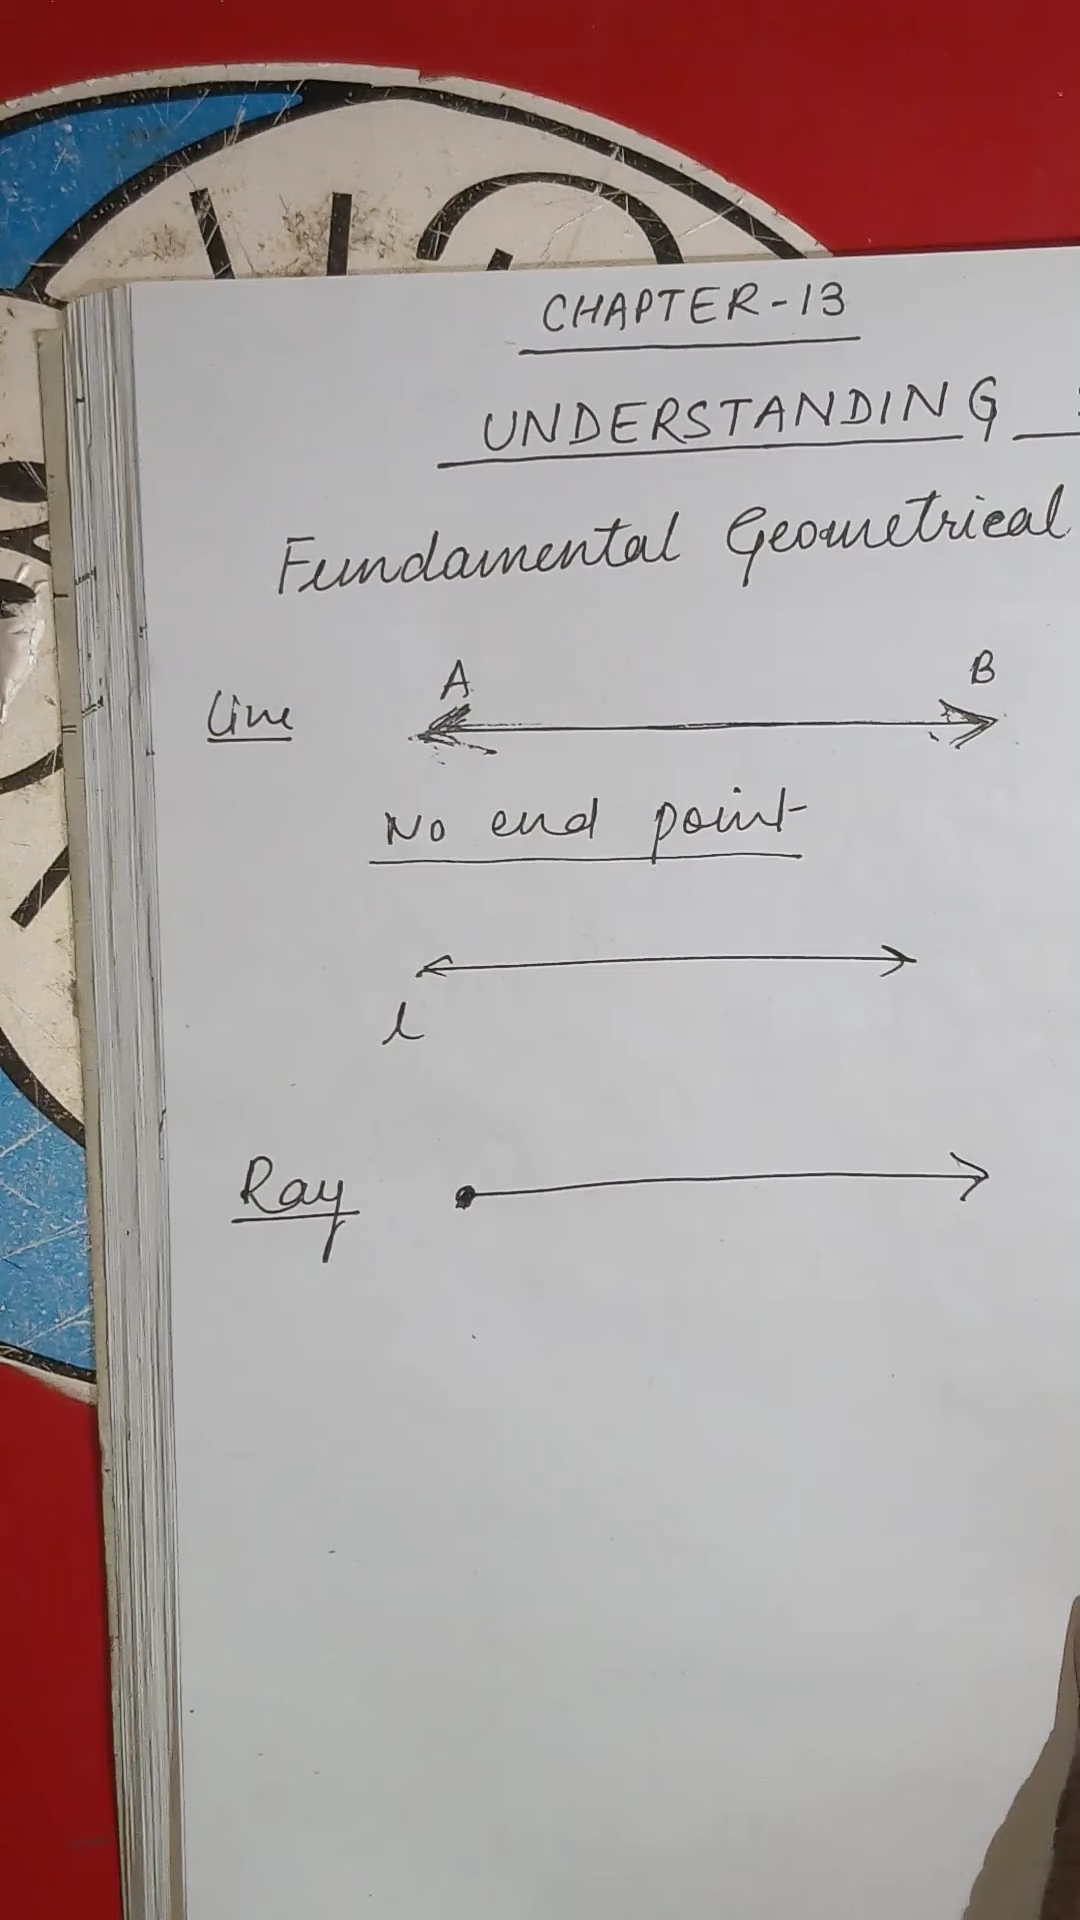 CHAPTER-13
UNDERSTANDING
Fundamental Geometrical
A B
Line
No end point
l
Ray